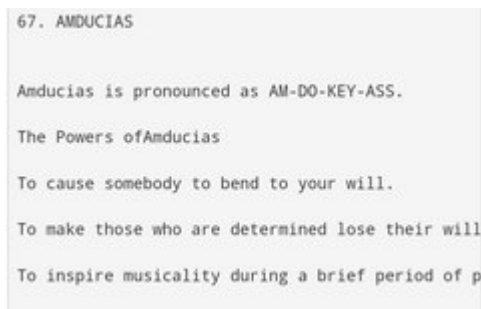 67. AMDUCIAS
Amducias is pronounced as AM-DO-KEY-ASS.
The Powers ofAmducias
To cause somebody to bend to your will.
To make those who are determined lose their will
To inspire musicality during a brief period of